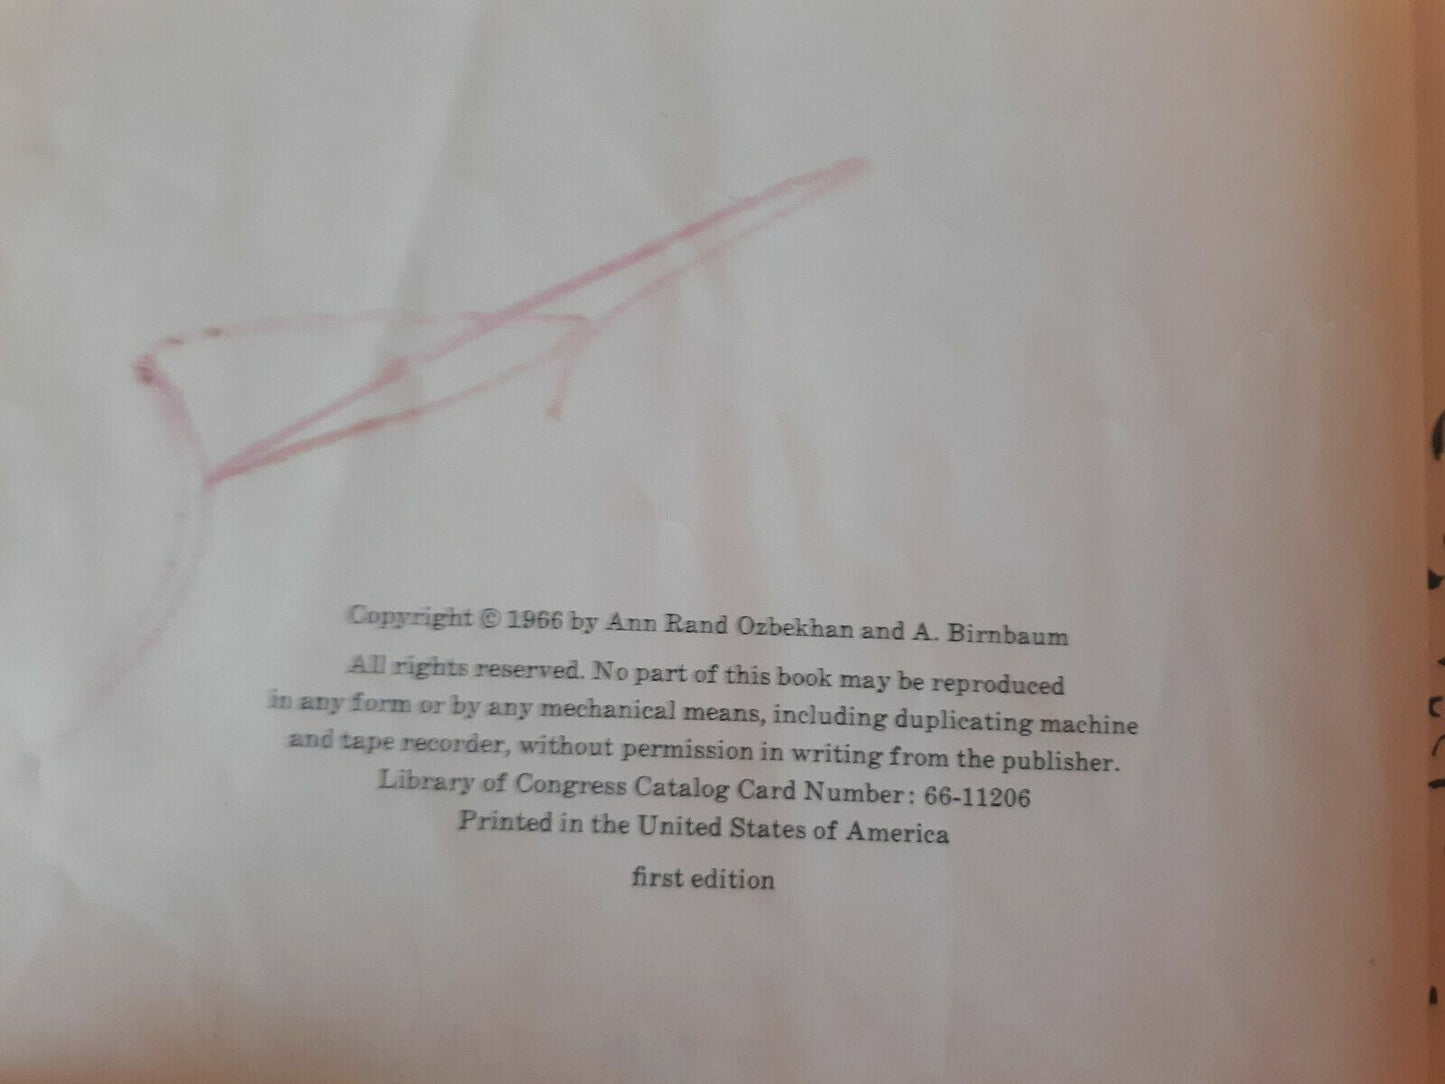 Copyright © 1966 by Ann Rand Ozbekhan and A. Birnbaum
All rights reserved. No part of this book may be reproduced
in any form or by any mechanical means, including duplicating machine
and tape recorder, without permission in writing from the publisher.
Library of Congress Catalog Card Number: 66-11206
Printed in the United States of America
first edition